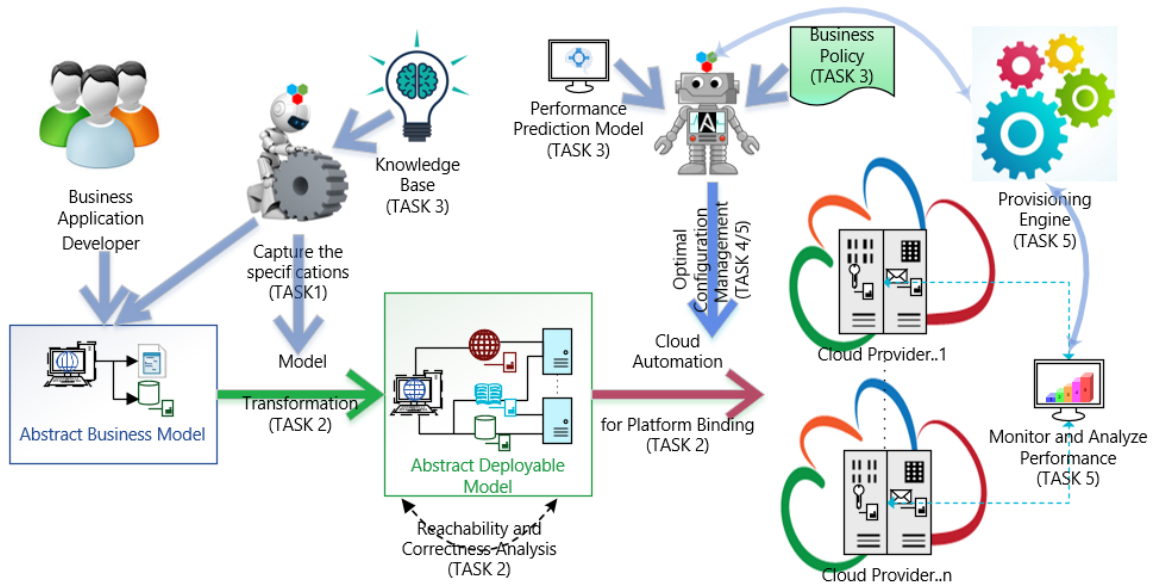 Business
Application
Developer
Capture the
specifications
(TASK1)
Knowledge
Base
(TASK 3)
Performance
Prediction Model
(TASK 3)
A
Business
Policy
(TASK 3)
Provisioning
Engine
(TASK 5)
Optimal
Configuration
Management
(TASK 4/5)
Abstract Business Model
Model
Transformation
(TASK 2)
Abstract Deployable
Model
Reachability and
Correctness Analysis
(TASK 2)
Cloud
Automation
for Platform Binding
(TASK 2)
Cloud Provider..1
Monitor and Analyze
Performance
(TASK 5)
Cloud Provider..n